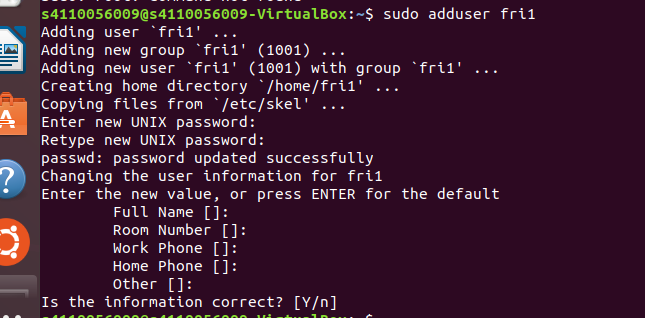 s4110056009@s4110056009-VirtualBox:~$ sudo adduser fri1
Adding user `fri1' ...
Adding new group `fri1' (1001) ...
Adding new user `fri1' (1001) with group `fri1' ...
Creating home directory `/home/fri1' ...
Copying files from `/etc/skel' ...
Enter new UNIX password:
Retype new UNIX password:
passwd: password updated successfully
Changing the user information for fri1
Enter the new value, or press ENTER for the default
Full Name []:
Room Number []:
Work Phone []:
Home Phone []:
Other []:
Is the information correct? [Y/n]
s4110056009@s4110056009-VirtualBox:~$